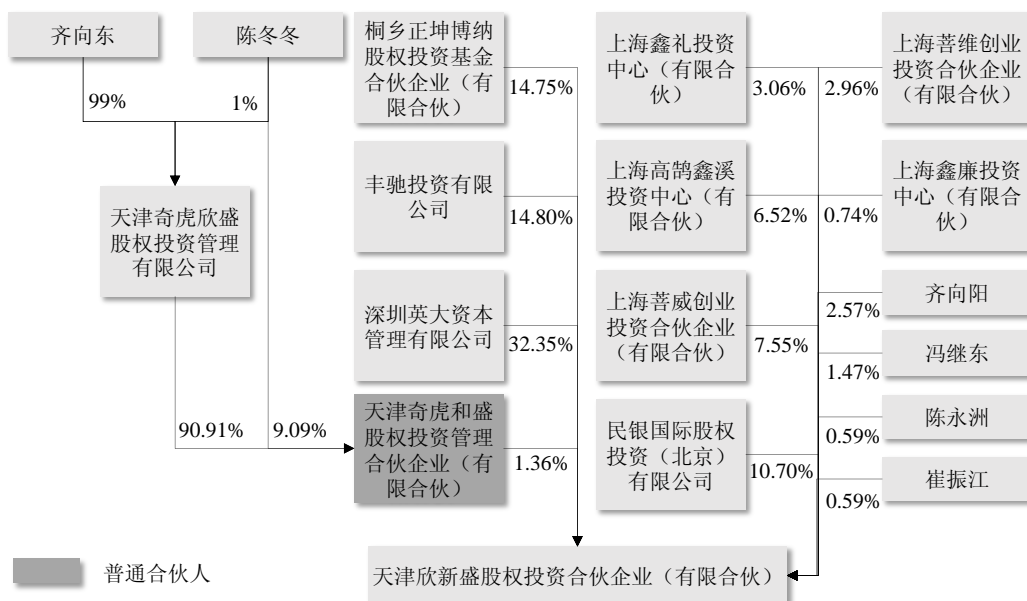 齐向东
陈冬冬
99%
1%
天津奇虎欣盛
股权投资管理
有限公司
90.91%
9.09%
桐乡正坤博纳
股权投资基金
合伙企业（有
限合伙）
14.75%
丰驰投资有限
公司
14.80%
深圳英大资本
管理有限公司
32.35%
天津奇虎和盛
股权投资管理
合伙企业（有
限合伙）
1.36%
上海鑫礼投资
中心（有限合
伙）
3.06%
上海高鹄鑫溪
投资中心（有
限合伙）
6.52%
上海菩威创业
投资合伙企业
（有限合伙）
7.55%
民银国际股权
投资（北京）
有限公司
10.70%
上海菩维创业
投资合伙企业
（有限合伙）
2.96%
上海鑫廉投资
中心（有限合
伙）
0.74%
齐向阳
2.57%
冯继东
1.47%
陈永洲
0.59%
崔振江
0.59%
天津欣新盛股权投资合伙企业（有限合伙）
普通合伙人